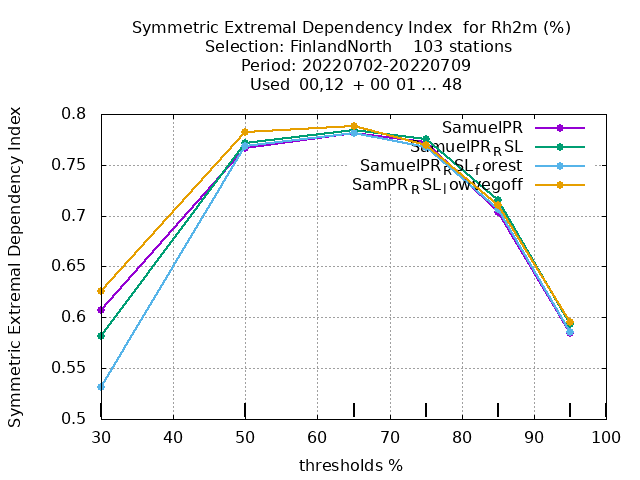 Symmetric Extremal Dependency Index for Rh2m (%)
Selection: FinlandNorth 103 stations
Period: 20220702-20220709
Used 00,12 + 00 01 ... 48
Symmetric Extremal Dependency Index
0.8
0.75
0.7
0.65
0.6
0.55
0.5
SamuelPR
SamuelPR_RSL
SamuelPR_RSL_forest
SamPR_RSL_lowvegoff
30 40 50 60 70 80 90 100
thresholds %